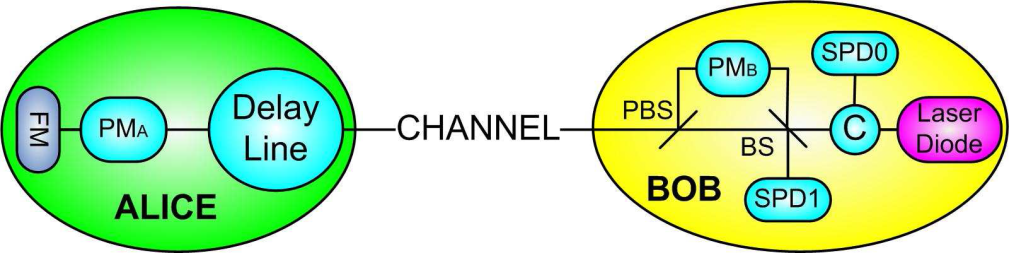 FM
PMA
Delay
Line
ALICE
CHANNEL
PBS
PMB
BS
SPD0
C
Laser
Diode
SPD1
BOB